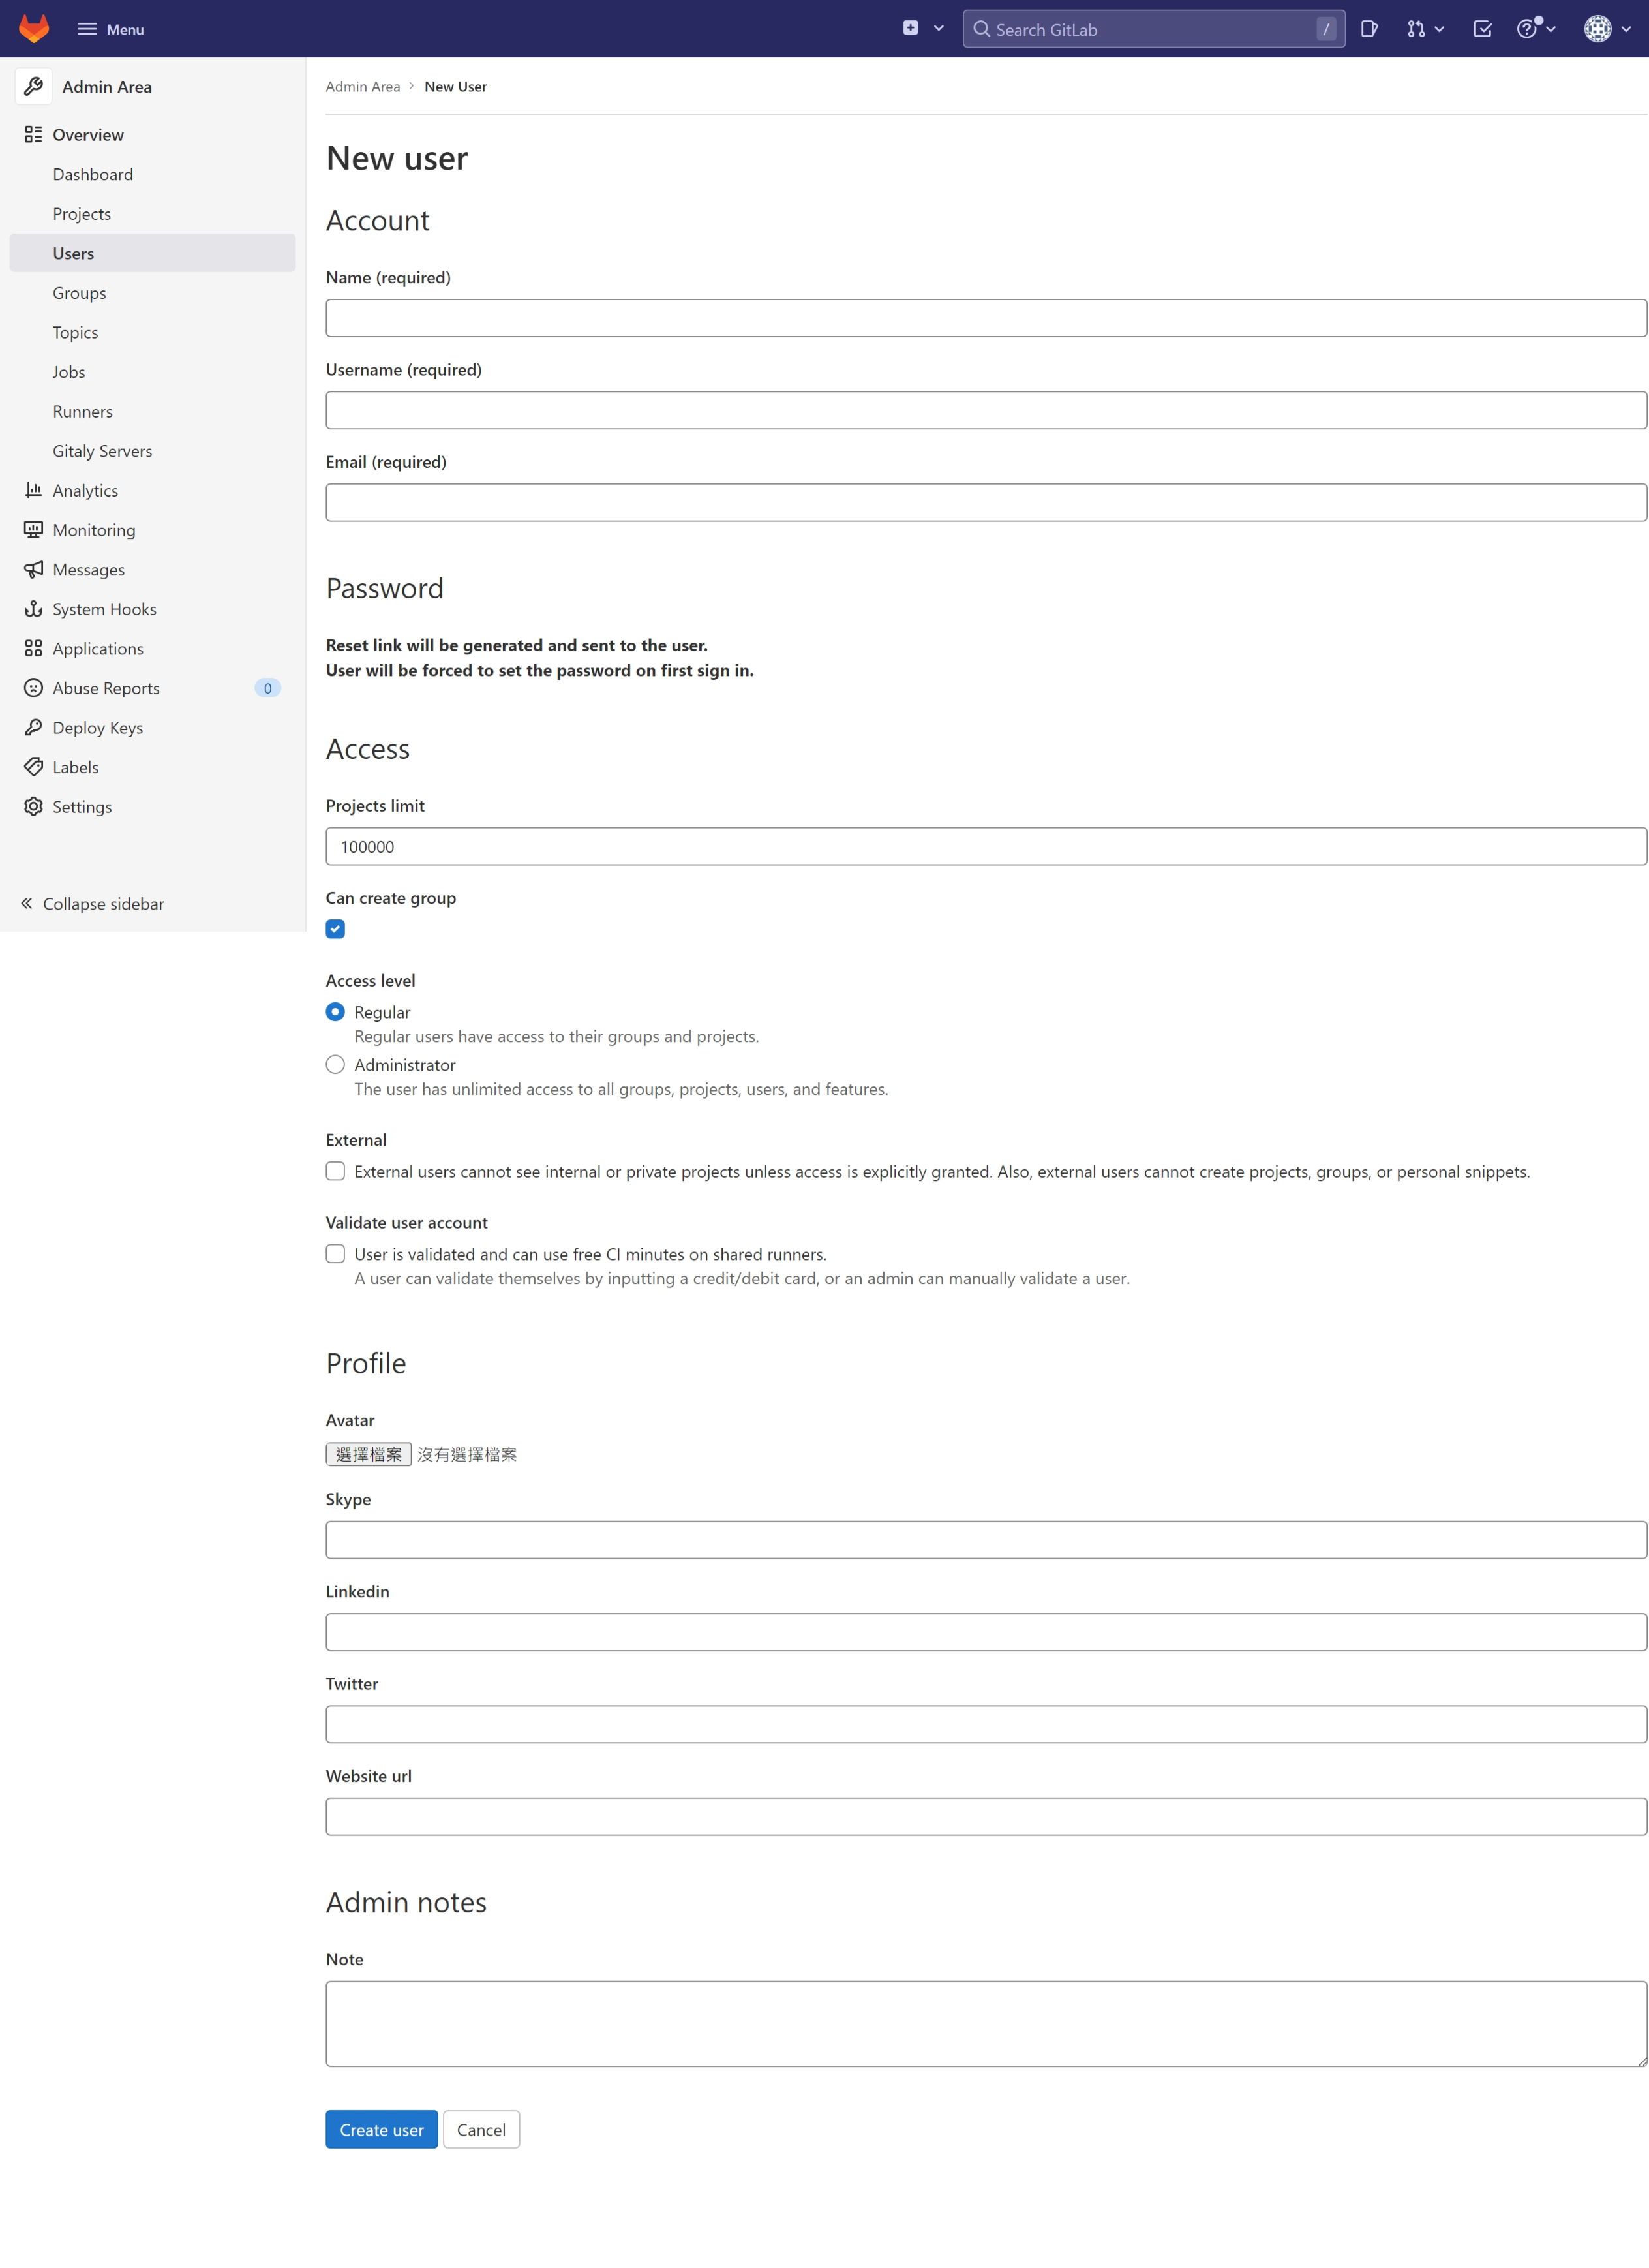 Menu
Search GitLab
/
Admin Area
Overview
Dashboard
Projects
Users
Groups
Topics
Jobs
Runners
Gitaly Servers
Analytics
Monitoring
Messages
System Hooks
Applications
Abuse Reports 0
Deploy Keys
Labels
Settings
Collapse sidebar
Admin Area > New User
New user
Account
Name (required)
Username (required)
Email (required)
Password
Reset link will be generated and sent to the user.
User will be forced to set the password on first sign in.
Access
Projects limit
100000
Can create group
Access level
Regular
Regular users have access to their groups and projects.
Administrator
The user has unlimited access to all groups, projects, users, and features.
External
External users cannot see internal or private projects unless access is explicitly granted. Also, external users cannot create projects, groups, or personal snippets.
Validate user account
User is validated and can use free CI minutes on shared runners.
A user can validate themselves by inputting a credit/debit card, or an admin can manually validate a user.
Profile
Avatar
選擇檔案 沒有選擇檔案
Skype
Linkedin
Twitter
Website url
Admin notes
Note
Create user
Cancel